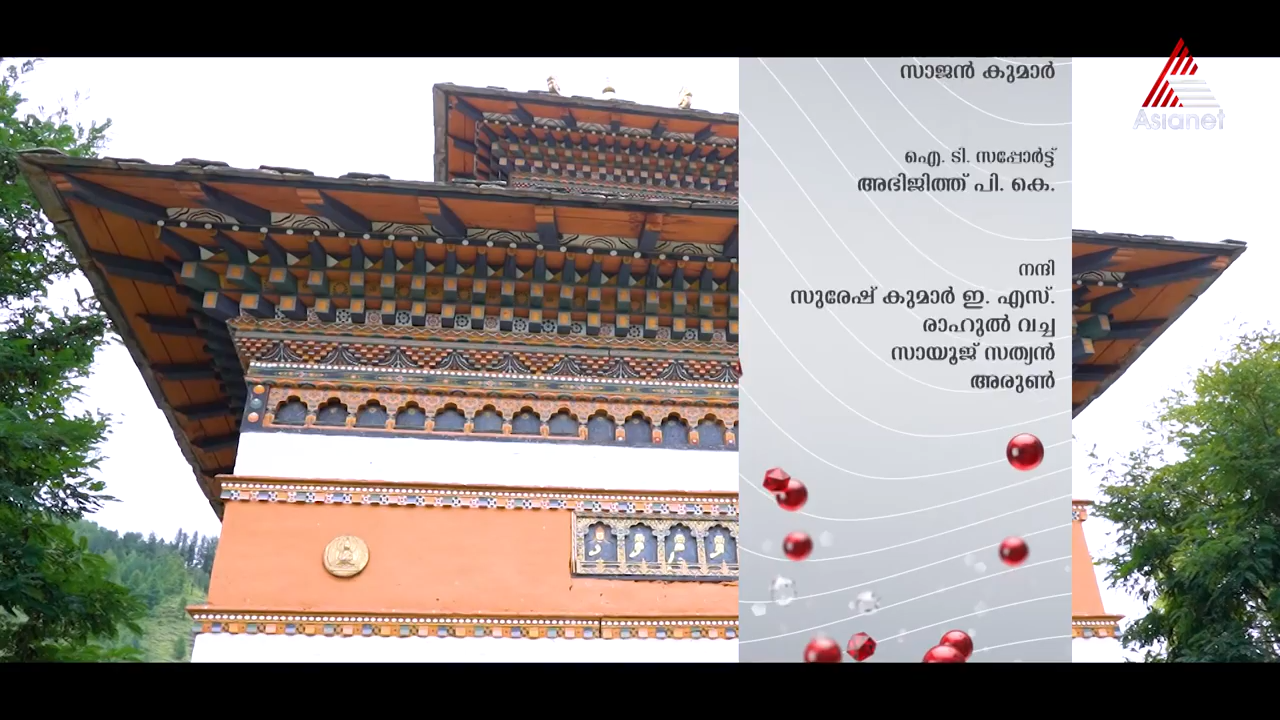 സാജൻ കുമാർ
ഐ. ടി. സപ്പോർട്ട്
അഭിജിത്ത് പി. കെ.
നന്ദി
സുരേഷ് കുമാർ ഇ. എസ്.
രാഹുൽ വച്ച
സായൂജ് സത്യൻ
അരുൺ
Asianet